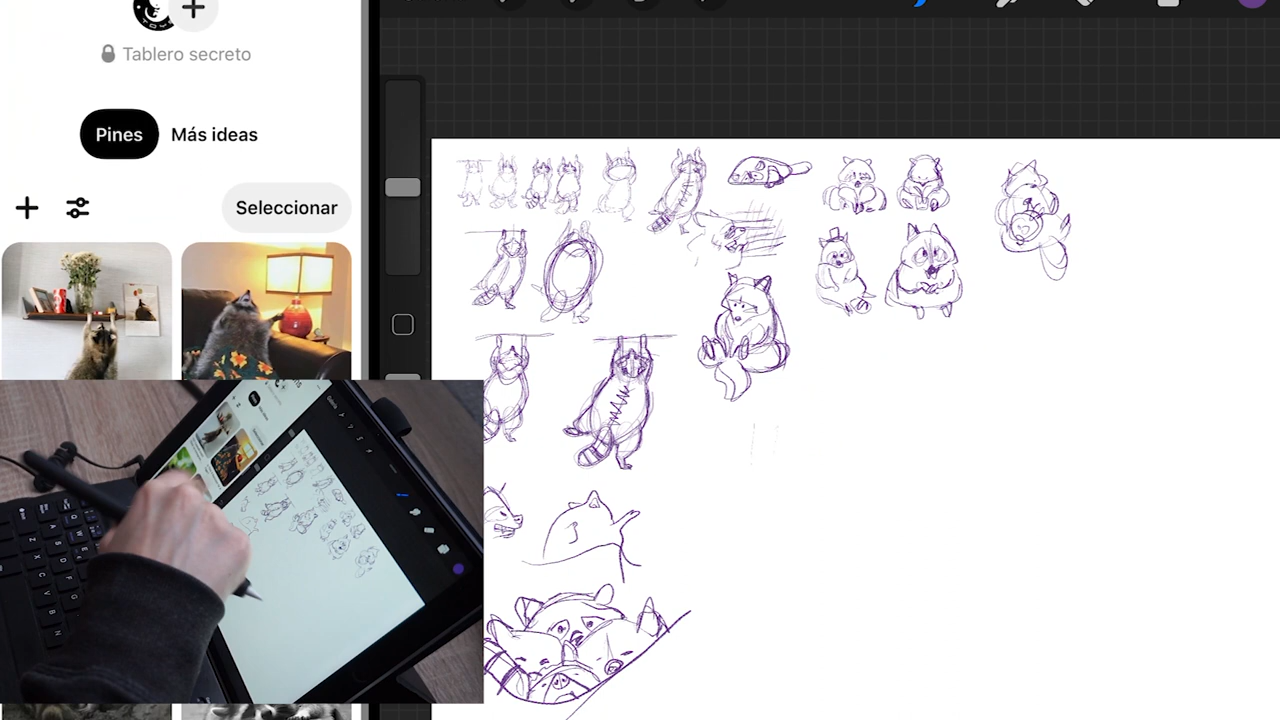 Tablero secreto
Pines
Más ideas
Seleccionar